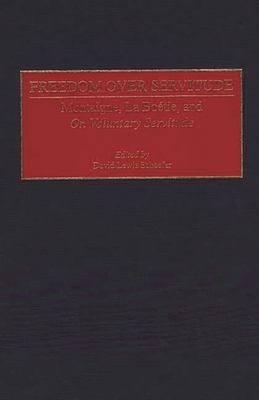 FREEDOM OVER SERVITUDE
Montaigne, La Boétie, and
On Voluntary Servitude
Edited by
David Lewis Schaefer